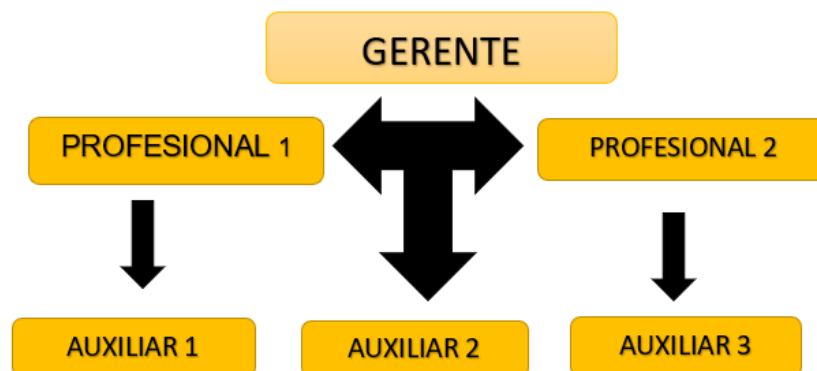 GERENTE
PROFESIONAL 1
PROFESIONAL 2
AUXILIAR 1
AUXILIAR 2
AUXILIAR 3